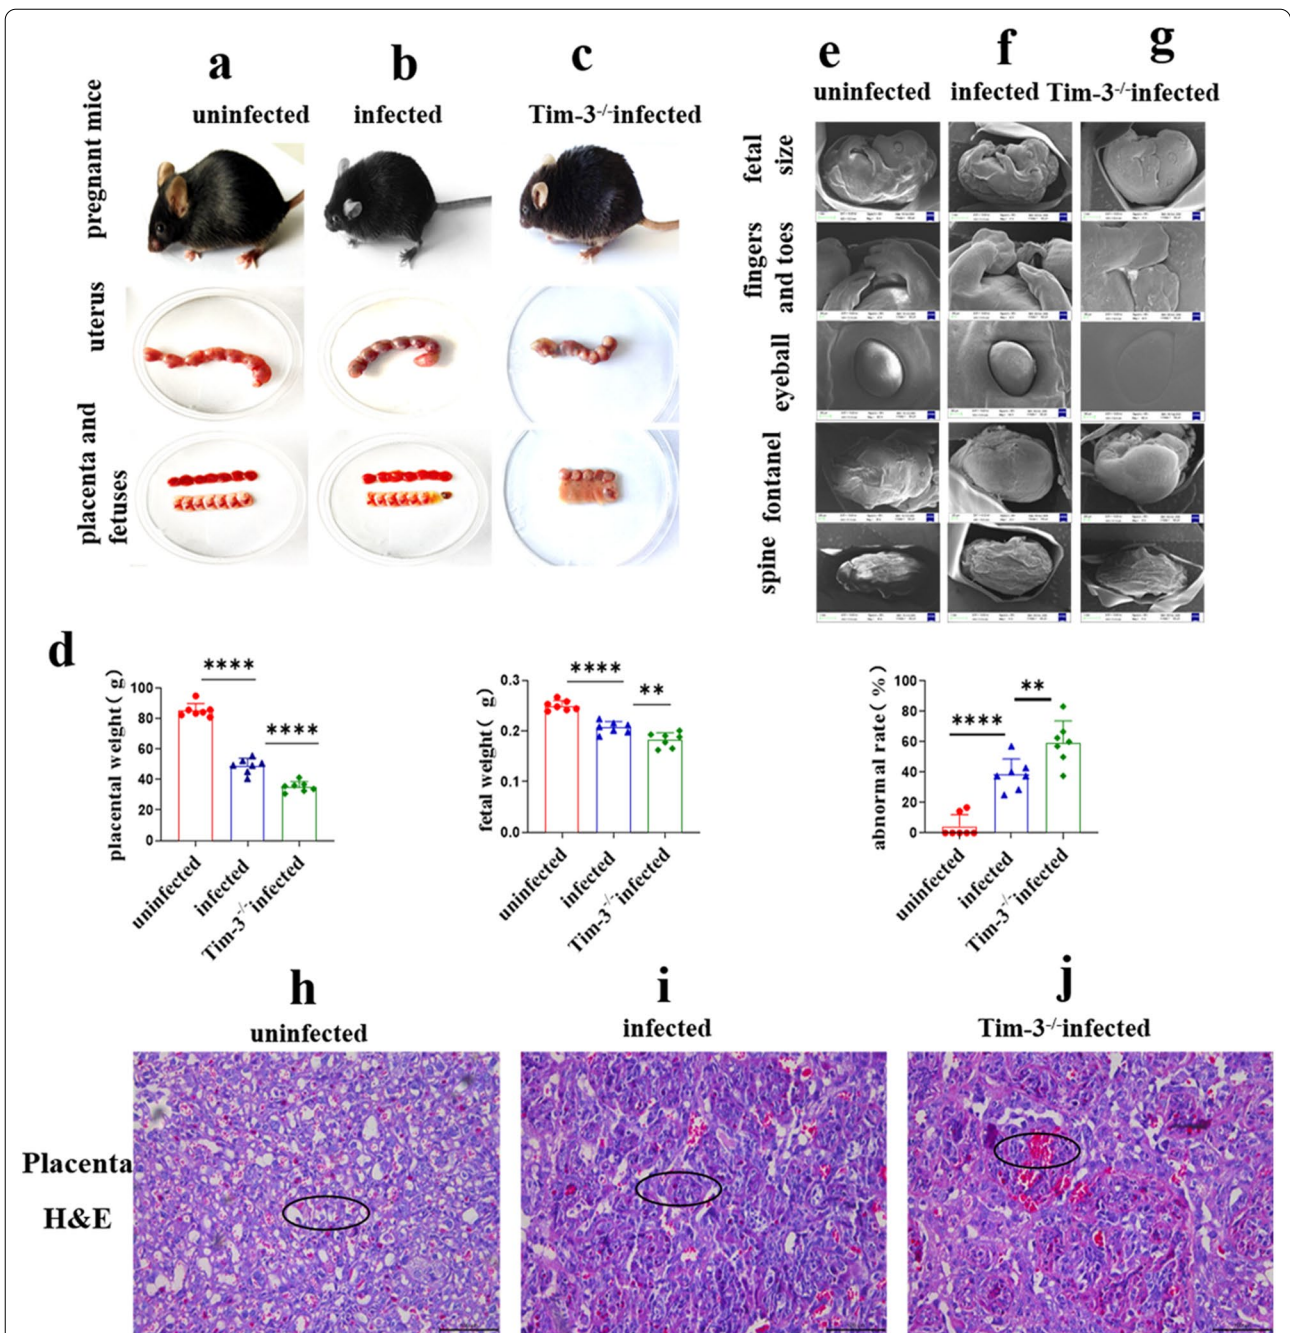 a
b
c
uninfected
infected
Tim-3-/-infected
pregnant mice
uterus
placenta and
fetuses
e
f
g
uninfected
infected
Tim-3-/-infected
fetal
size
fingers
and toes
eyeball
fontanel
spine
d
placental weight( g)
100
80
60
40
20
0
****
****
uninfected
infected
Tim-3-/-infected
fetal weight( g)
0.3
0.2
0.1
0.0
****
**
uninfected
infected
Tim-3-/-infected
abnormal rate( %)
100
80
60
40
20
0
****
**
uninfected
infected
Tim-3-/-infected
h
i
j
uninfected
infected
Tim-3-/-infected
Placenta
H&E